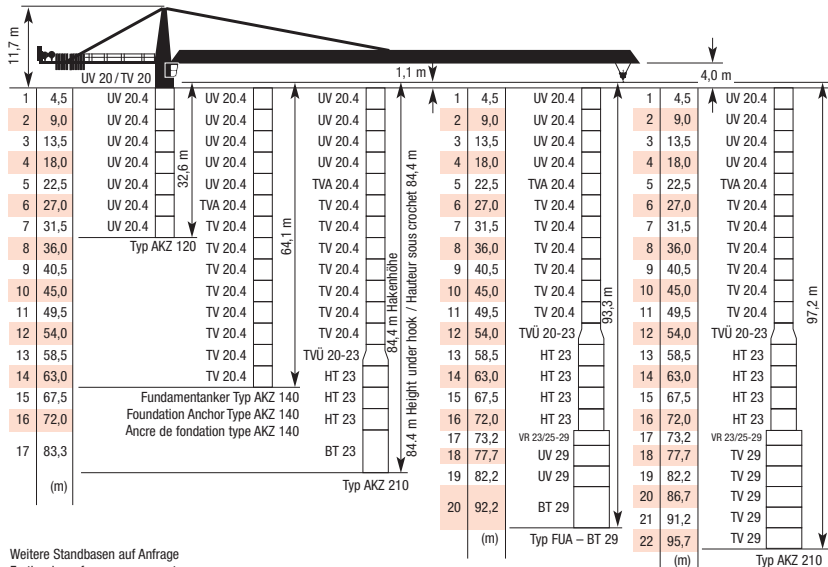 11,7 m
UV 20 / TV 20
1,1 m
4,0 m
1 4,5 UV 20.4 UV 20.4 UV 20.4 1 4,5 UV 20.4 1 4,5 UV 20.4
2 9,0 UV 20.4 UV 20.4 UV 20.4 2 9,0 UV 20.4 2 9,0 UV 20.4
3 13,5 UV 20.4 UV 20.4 UV 20.4 3 13,5 UV 20.4 3 13,5 UV 20.4
4 18,0 UV 20.4 UV 20.4 UV 20.4 4 18,0 UV 20.4 4 18,0 UV 20.4
5 22,5 UV 20.4 UV 20.4 TVA 20.4 5 22,5 TVA 20.4 5 22,5 TVA 20.4
6 27,0 UV 20.4 TVA 20.4 TV 20.4 6 27,0 TV 20.4 6 27,0 TV 20.4
7 31,5 UV 20.4 TV 20.4 TV 20.4 7 31,5 TV 20.4 7 31,5 TV 20.4
32,6 m
Typ AKZ 120
8 36,0 TV 20.4 TV 20.4 8 36,0 TV 20.4 8 36,0 TV 20.4
9 40,5 TV 20.4 TV 20.4 9 40,5 TV 20.4 9 40,5 TV 20.4
10 45,0 TV 20.4 TV 20.4 10 45,0 TV 20.4 10 45,0 TV 20.4
11 49,5 TV 20.4 TV 20.4 11 49,5 TV 20.4 11 49,5 TV 20.4
12 54,0 TV 20.4 TV 20.4 12 54,0 TVÜ 20-23 12 54,0 TVÜ 20-23
13 58,5 TV 20.4 TVÜ 20-23 13 58,5 HT 23 13 58,5 HT 23
14 63,0 TV 20.4 HT 23 14 63,0 HT 23 14 63,0 HT 23
64,1 m
84,4 m Hakenhöhe
84.4 m Height under hook / Hauteur sous crochet 84,4 m
93,3 m
97,2 m
15 67,5 HT 23 15 67,5 HT 23 15 67,5 HT 23
16 72,0 HT 23 16 72,0 HT 23 16 72,0 HT 23
Fundamentanker Typ AKZ 140
Foundation Anchor Type AKZ 140
Ancre de fondation type AKZ 140
17 83,3 BT 23 17 73,2 VR 23/25-29 17 73,2 VR 23/25-29
18 77,7 UV 29 18 77,7 TV 29
19 82,2 UV 29 19 82,2 TV 29
(m) Typ AKZ 210
20 92,2 BT 29 20 86,7 TV 29
21 91,2 TV 29
(m) Typ FUA – BT 29 22 95,7 TV 29
(m) Typ AKZ 210
Weitere Standbasen auf Anfrage